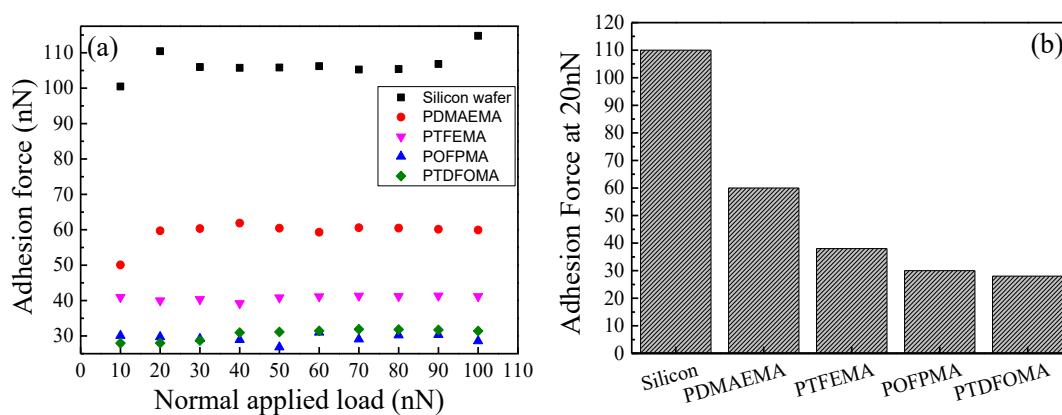 (a)
Adhesion force (nN)
110
100
90
80
70
60
50
40
30
Silicon wafer
PDMAEMA
PTFEMA
POFPMA
PTDFOMA
0 10 20 30 40 50 60 70 80 90 100 110
Normal applied load (nN)
(b)
Adhesion Force at 20nN
120
110
100
90
80
70
60
50
40
30
20
10
0
Silicon
PDMAEMA
PTFEMA
POFPMA
PTDFOMA